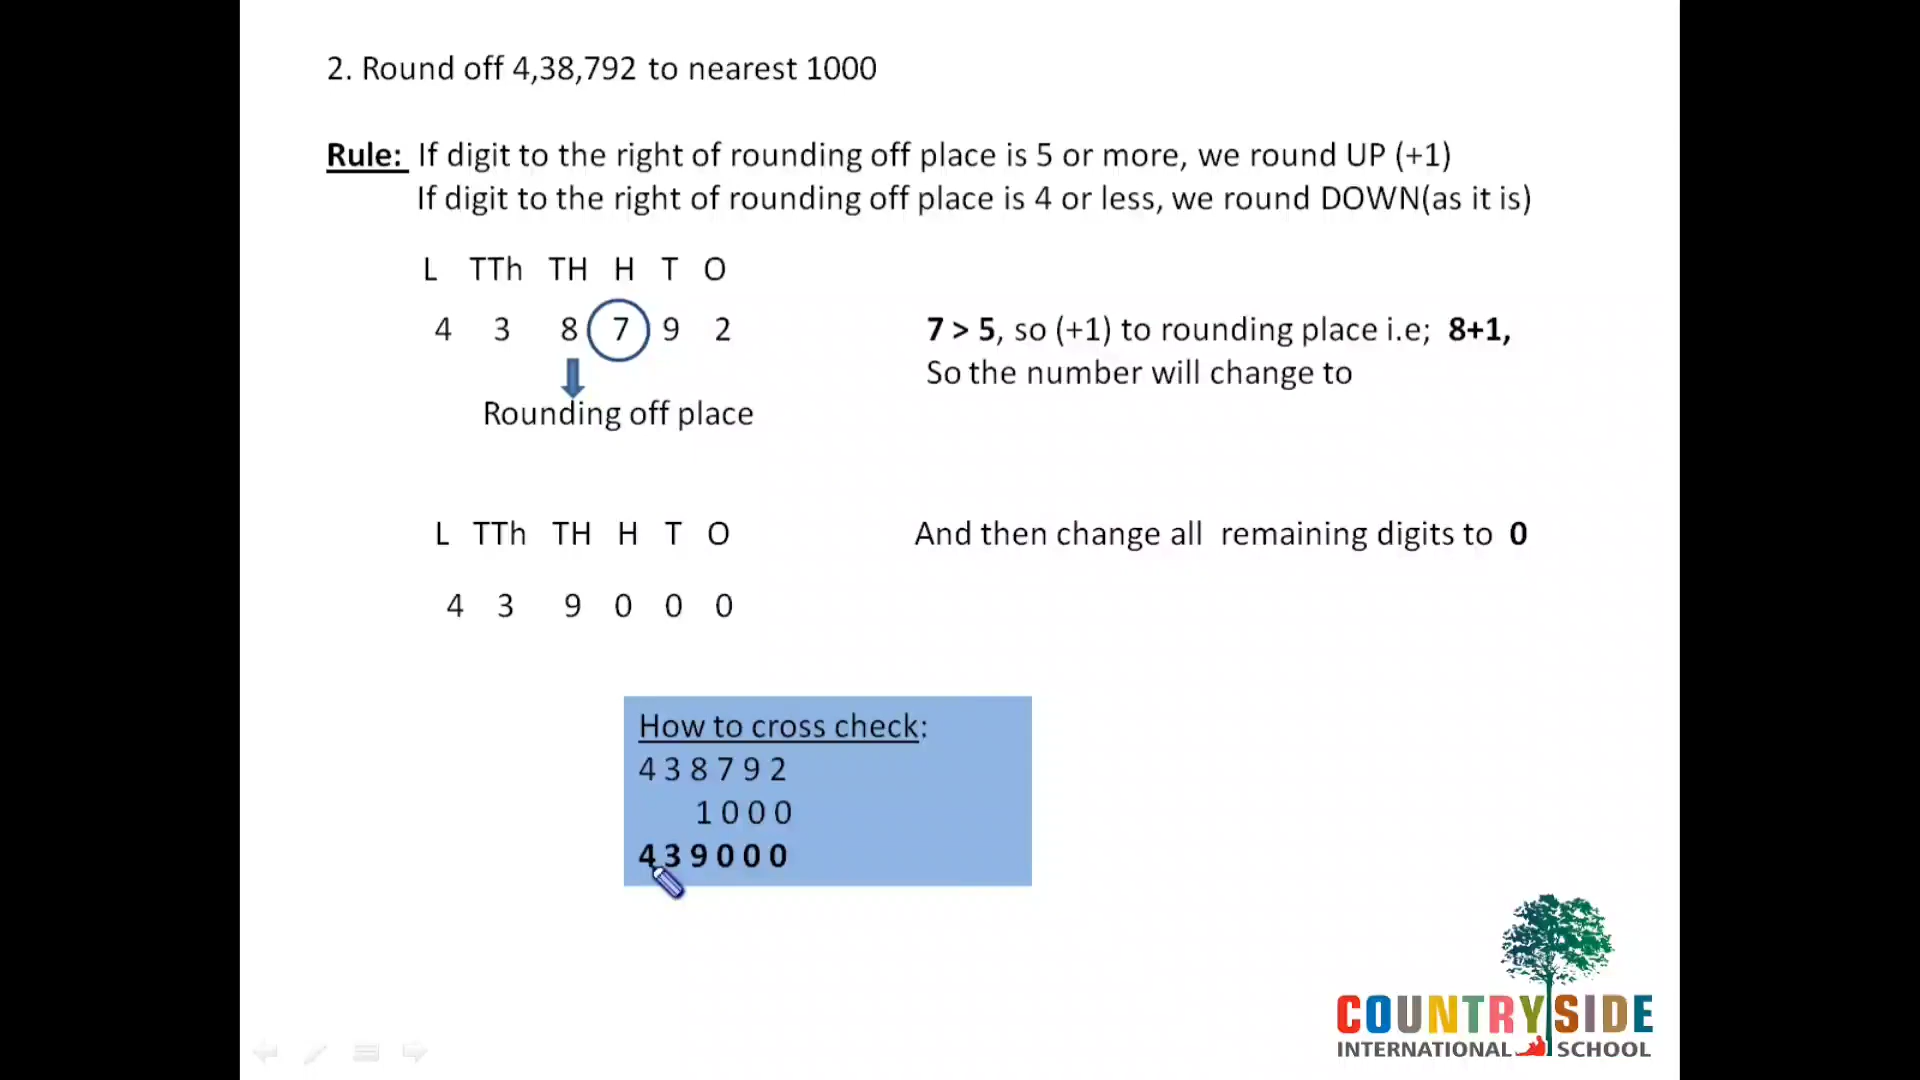 2. Round off 4,38,792 to nearest 1000
Rule: If digit to the right of rounding off place is 5 or more, we round UP (+1)
If digit to the right of rounding off place is 4 or less, we round DOWN(as it is)
L TTh TH H T O
4 3 8 7 9 2
7 > 5, so (+1) to rounding place i.e; 8+1,
So the number will change to
Rounding off place
L TTh TH H T O
And then change all remaining digits to 0
4 3 9 0 0 0
How to cross check:
4 3 8 7 9 2
1 0 0 0
4 3 9 0 0 0
COUNTRYSIDE
INTERNATIONAL SCHOOL